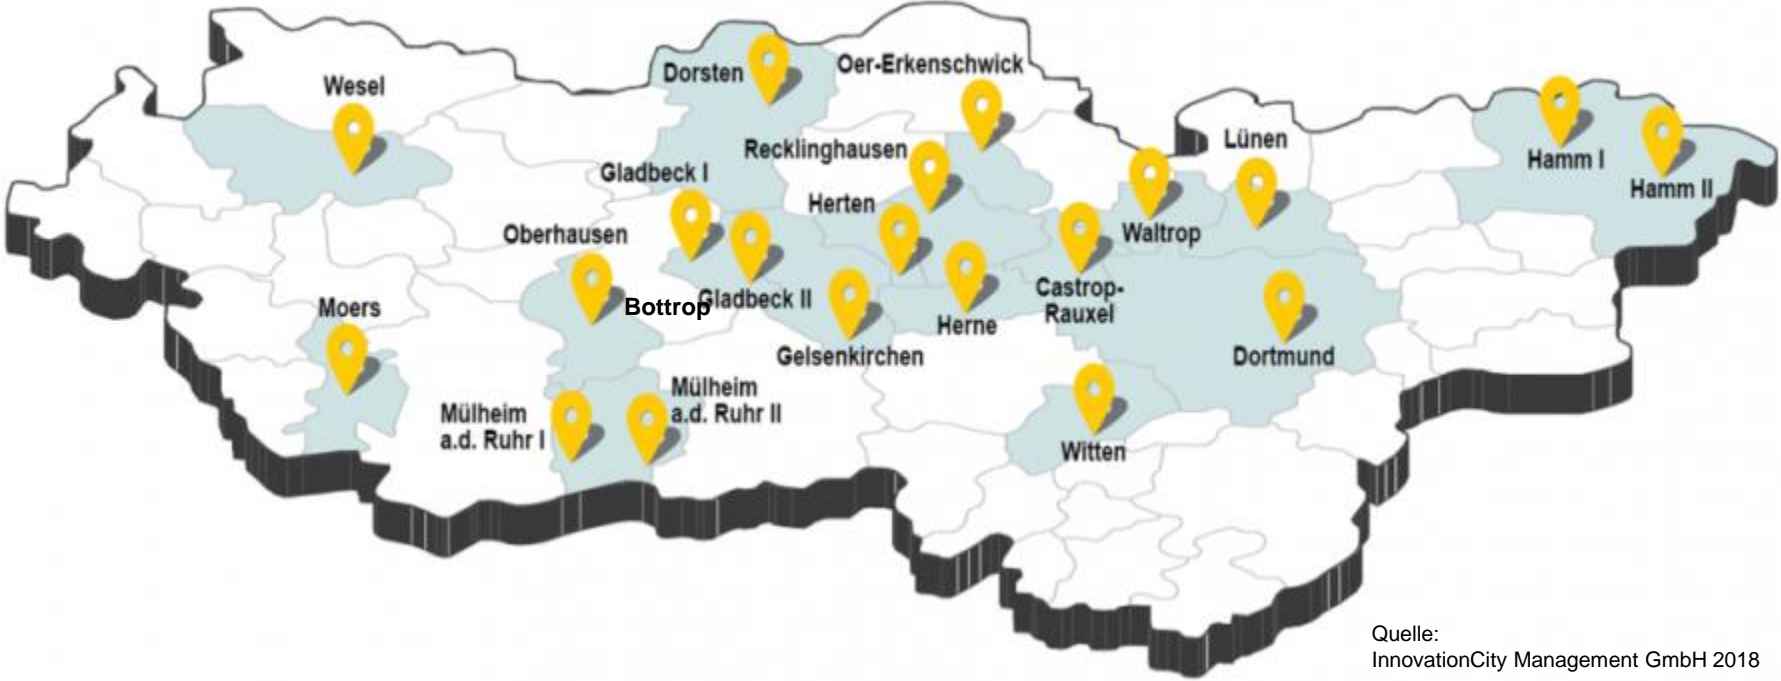 Wesel
Dorsten
Oer-Erkenschwick
Recklinghausen
Gladbeck I
Herten
Oberhausen
Lünen
Hamm I
Hamm II
Waltrop
Moers
Bottrop
Gladbeck II
Gelsenkirchen
Herne
Castrop-
Rauxel
Dortmund
Mülheim
a.d. Ruhr I
Mülheim
a.d. Ruhr II
Witten
Quelle:
InnovationCity Management GmbH 2018